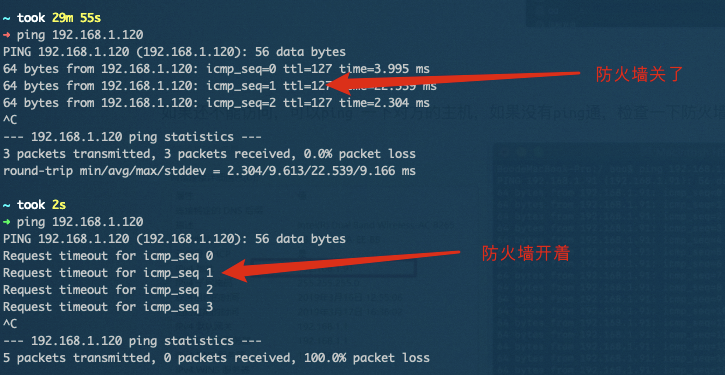 ~ took 29m 55s
→ ping 192.168.1.120
PING 192.168.1.120 (192.168.1.120): 56 data bytes
64 bytes from 192.168.1.120: icmp_seq=0 ttl=127 time=3.995 ms
64 bytes from 192.168.1.120: icmp_seq=1 ttl=127 time=22.539 ms
防火墙关了
64 bytes from 192.168.1.120: icmp_seq=2 ttl=127 time=2.304 ms
^C
--- 192.168.1.120 ping statistics ---
3 packets transmitted, 3 packets received, 0.0% packet loss
round-trip min/avg/max/stddev = 2.304/9.613/22.539/9.166 ms
~ took 2s
→ ping 192.168.1.120
PING 192.168.1.120 (192.168.1.120): 56 data bytes
Request timeout for icmp_seq 0
Request timeout for icmp_seq 1
防火墙开着
Request timeout for icmp_seq 2
Request timeout for icmp_seq 3
^C
--- 192.168.1.120 ping statistics ---
5 packets transmitted, 0 packets received, 100.0% packet loss